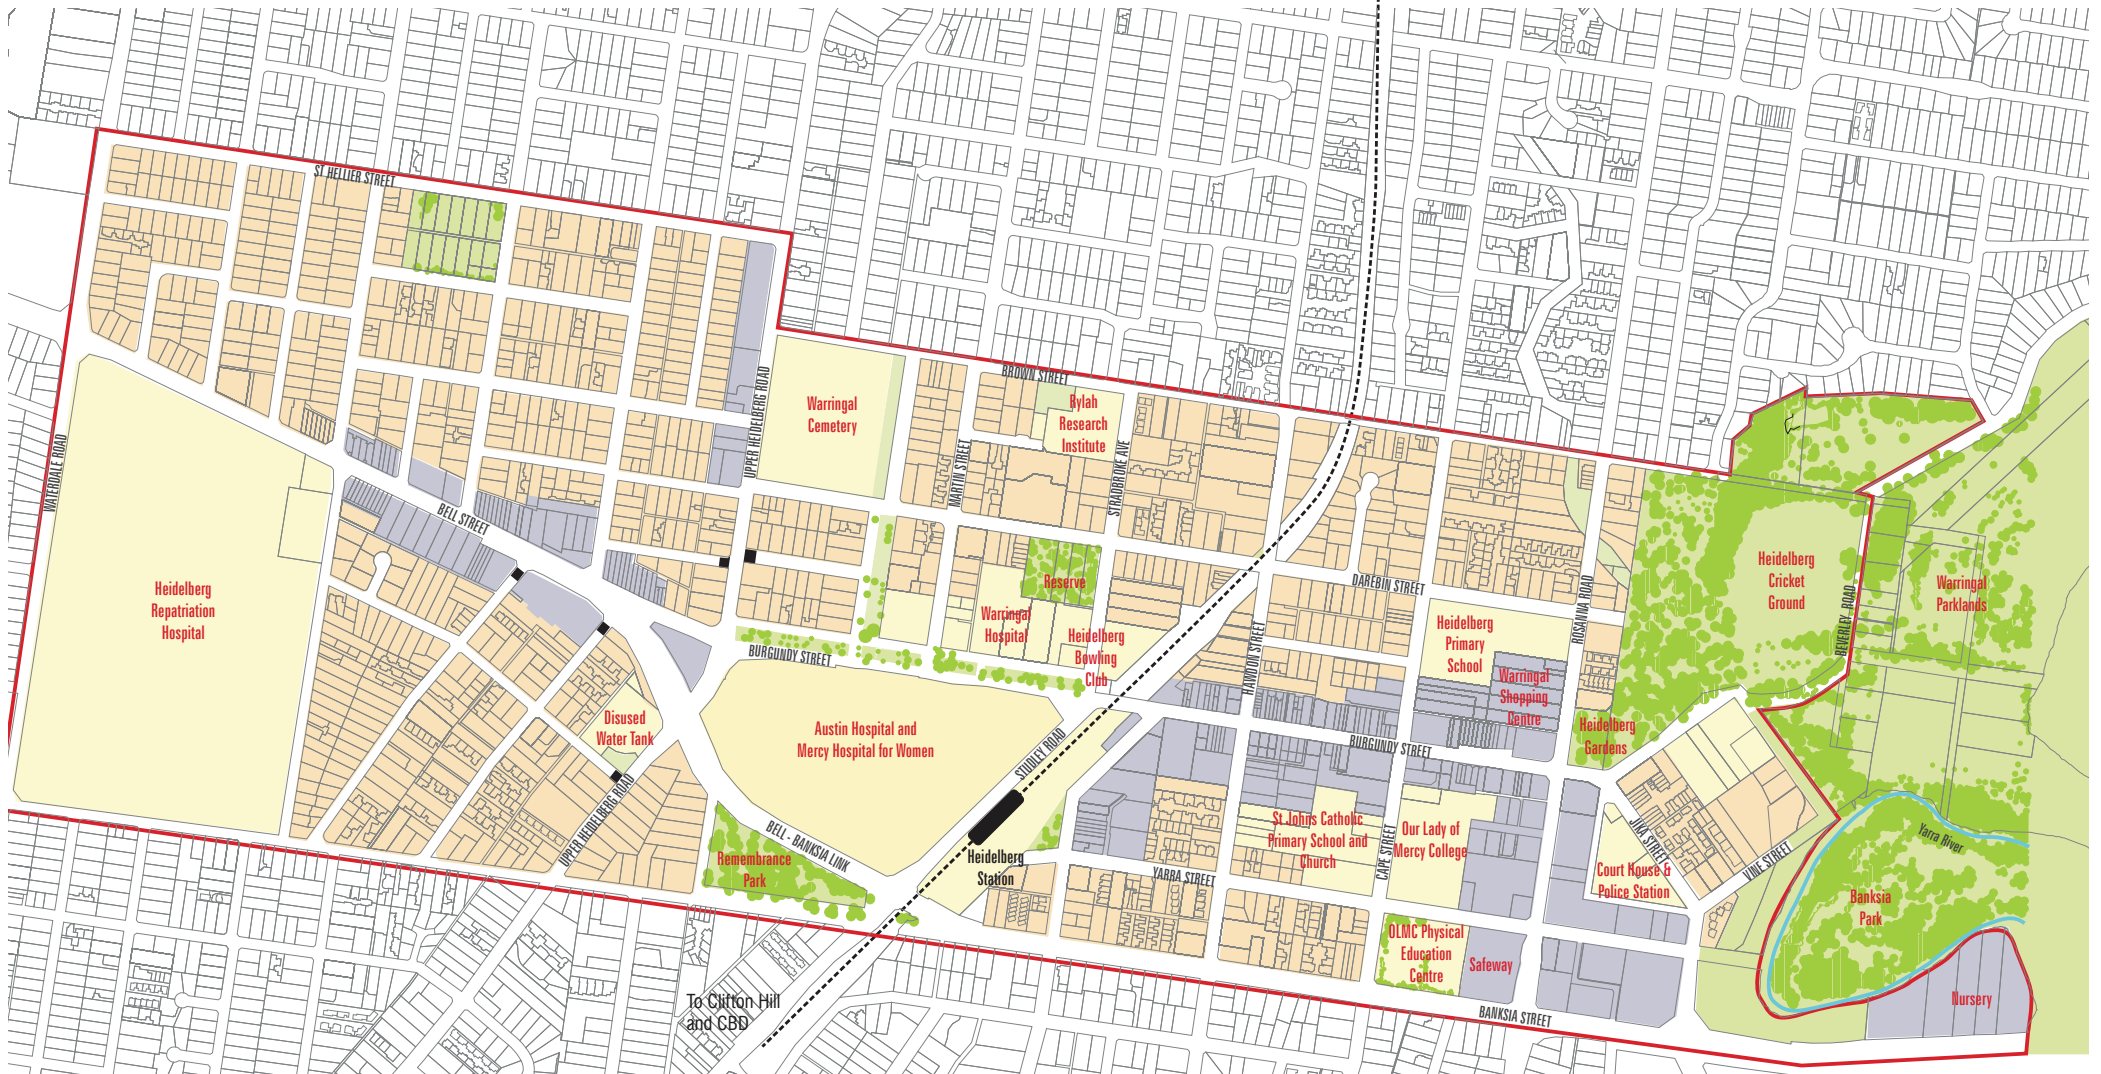 ST HELLIER STREET
BROWN STREET
Rylah
Research
Institute
Warringal
Cemetery
UPPER HEIDELBERG ROAD
MARTIN STREET
STRADBROKE AVE
WATERDALE ROAD
BELL STREET
Heidelberg
Repatriation
Hospital
Reserve
Warringal
Hospital
Heidelberg
Bowling
Club
DAREBIN STREET
HAWDON STREET
ROSANNA ROAD
Heidelberg
Primary
School
Warringal
Shopping
Centre
Heidelberg
Cricket
Ground
BEVERLEY ROAD
Warringal
Parklands
Heidelberg
Gardens
BURGUNDY STREET
Disused
Water Tank
Austin Hospital and
Mercy Hospital for Women
STUDLEY ROAD
BURGUNDY STREET
UPPER HEIDELBERG ROAD
BELL - BANKSIA LINK
Remembrance
Park
Heidelberg
Station
YARRA STREET
St Johns Catholic
Primary School and
Church
CAPE STREET
Our Lady of
Mercy College
JIKA STREET
Court House &
Police Station
VINE STREET
Yarra River
Banksia
Park
OLMC Physical
Education
Centre
Safeway
Nursery
To Clifton Hill
and CBD
BANKSIA STREET